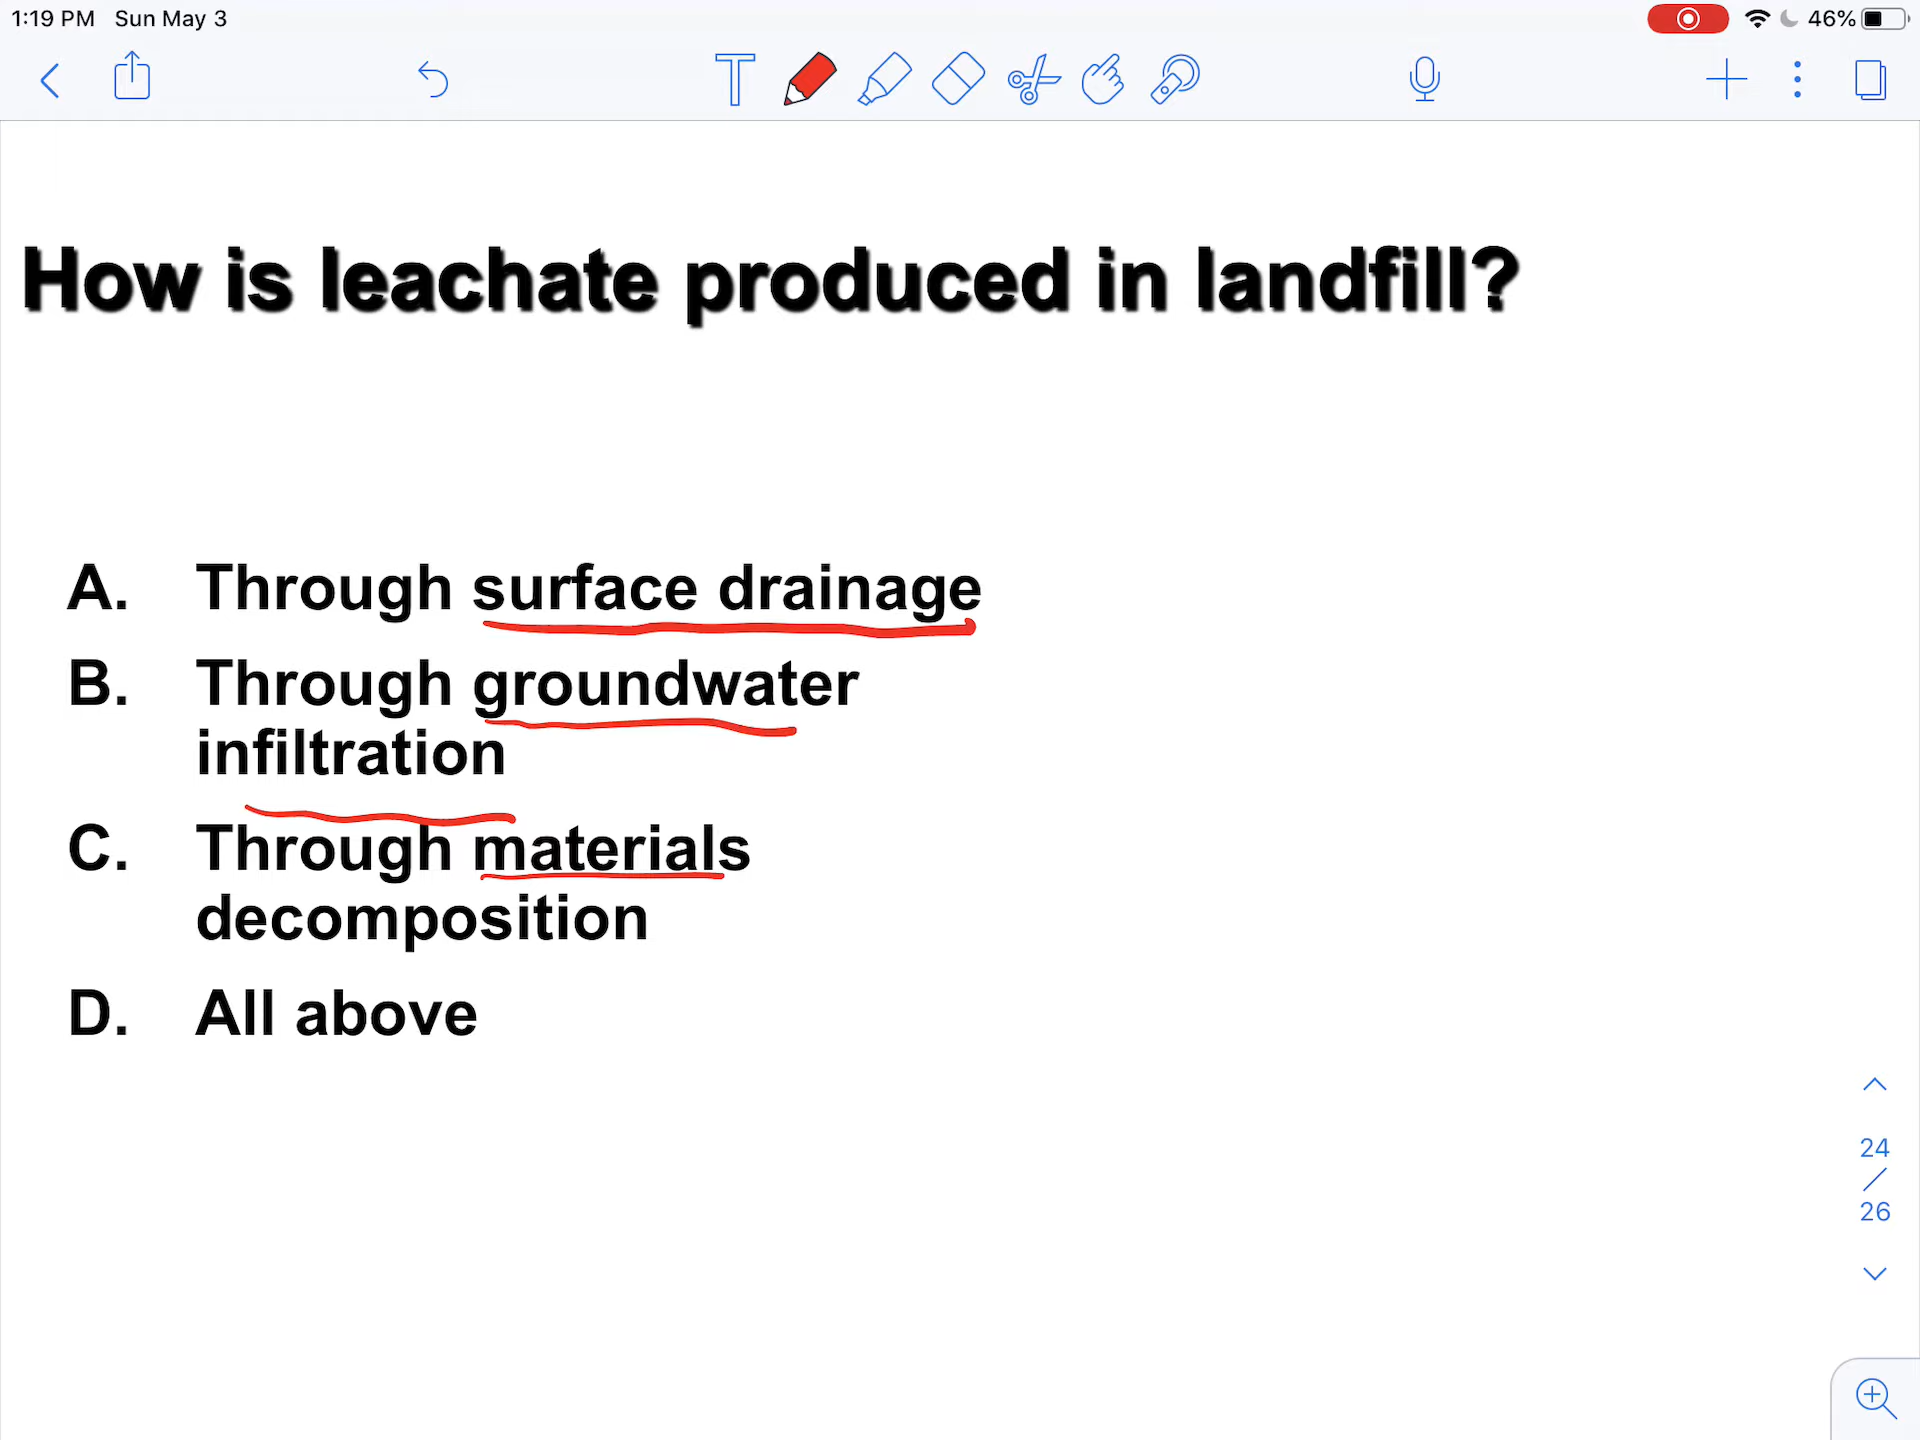 1:19 PM Sun May 3
46%
How is leachate produced in landfill?
A. Through surface drainage
B. Through groundwater
infiltration
C. Through materials
decomposition
D. All above
24
/
26